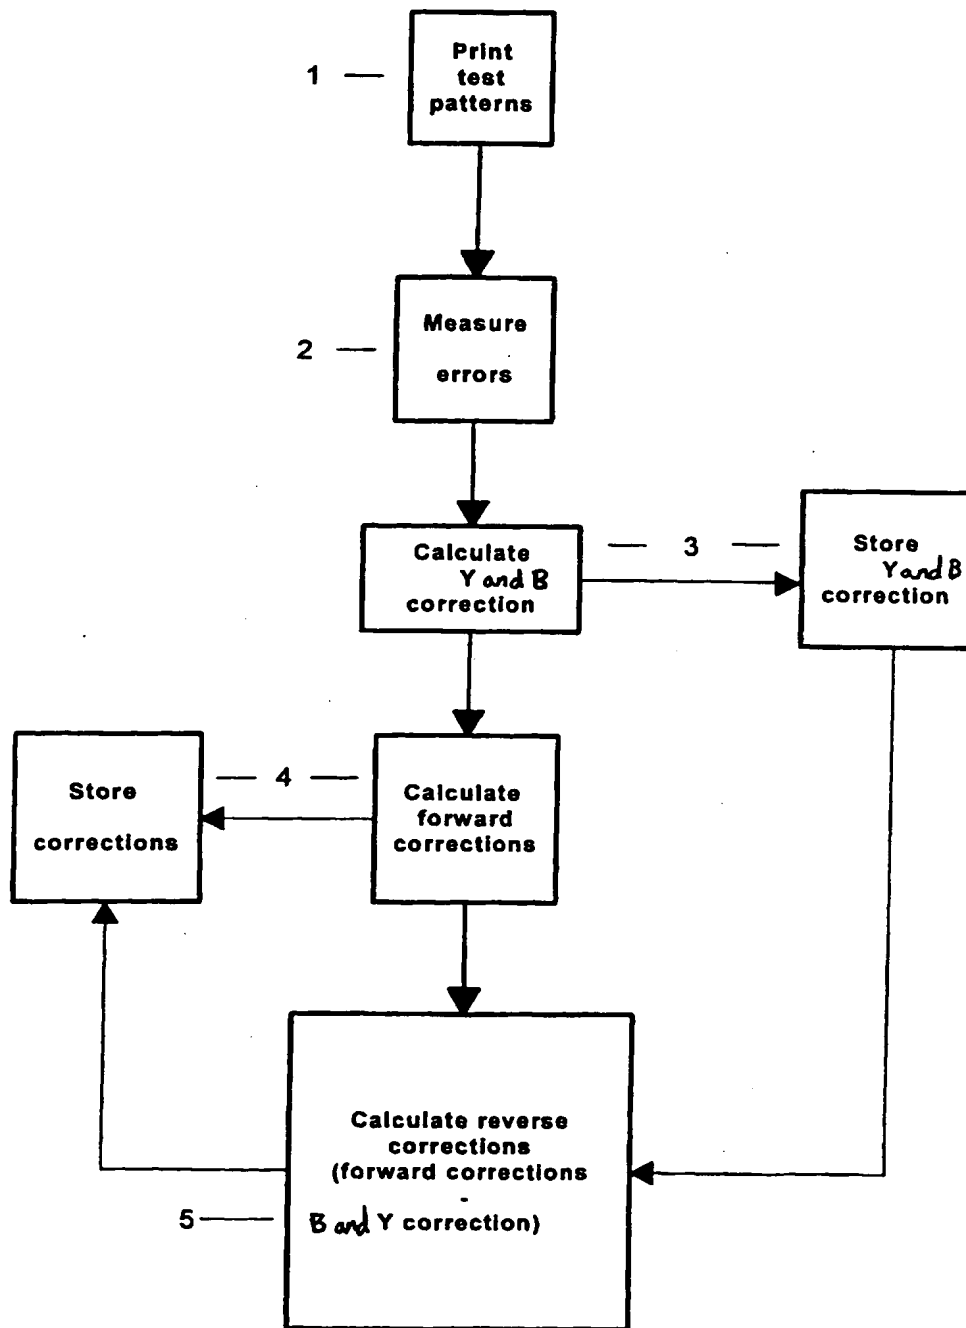 1 — Print
test
patterns
2 — Measure
errors
Calculate
Y and B
correction
— 3 —
Store
Y and B
correction
Store
corrections
— 4 —
Calculate
forward
corrections
Calculate reverse
corrections
(forward corrections
-
5 — B and Y correction)